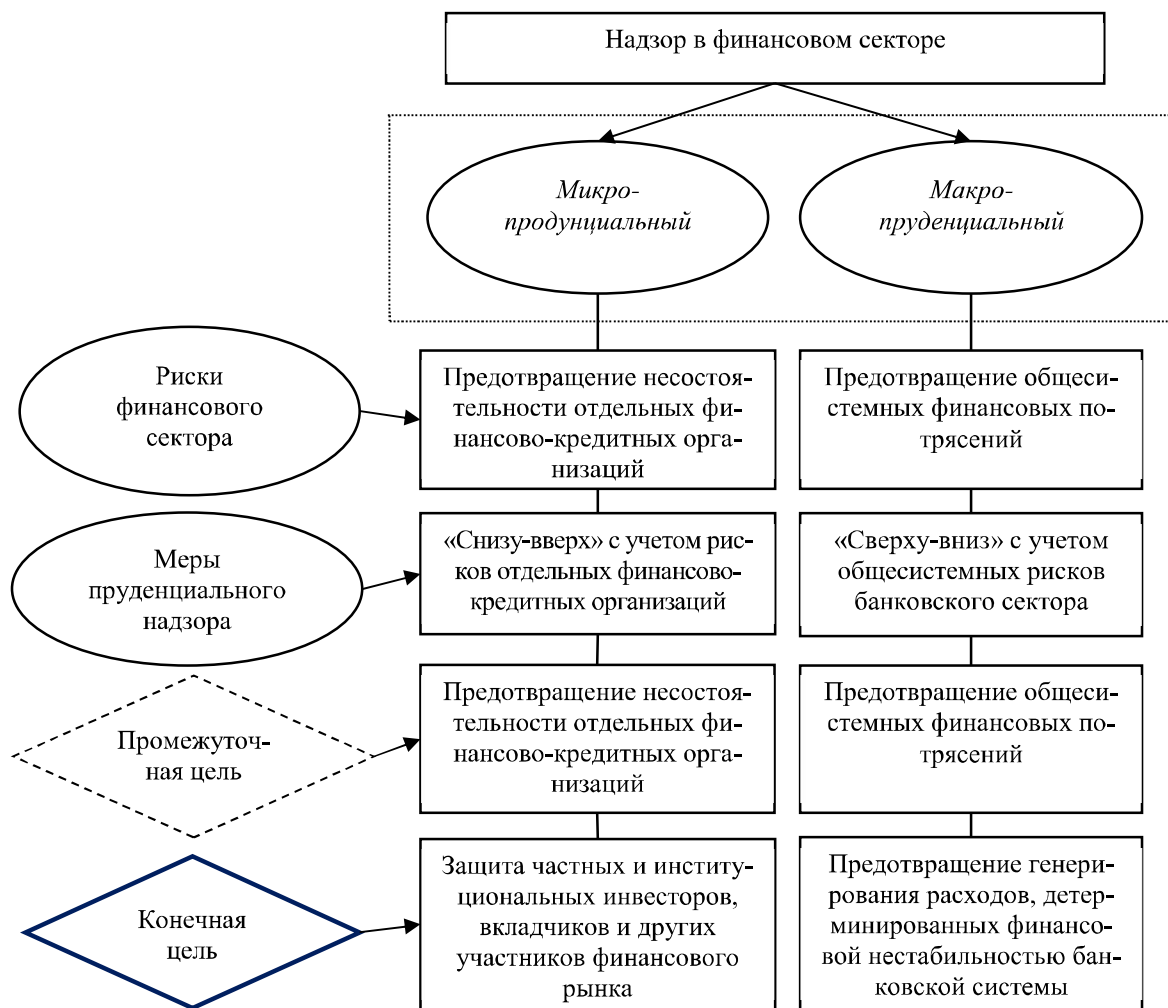 Надзор в финансовом секторе
Микро-
продунциальный
Макро-
пруденциальный
Риски
финансового
сектора
Предотвращение несостоя-
тельности отдельных фи-
нансово-кредитных орга-
низаций
Предотвращение общеси-
стемных финансовых по-
трясений
Меры
пруденциального
надзора
«Снизу-вверх» с учетом рис-
ков отдельных финансово-
кредитных организаций
«Сверху-вниз» с учетом
общесистемных рисков
банковского сектора
Промежуточ-
ная цель
Предотвращение несостоя-
тельности отдельных фи-
нансово-кредитных орга-
низаций
Предотвращение общеси-
стемных финансовых по-
трясений
Конечная
цель
Защита частных и институ-
циональных инвесторов,
вкладчиков и других
участников финансового
рынка
Предотвращение генери-
рования расходов, детер-
минированных финансо-
вой нестабильностью бан-
ковской системы